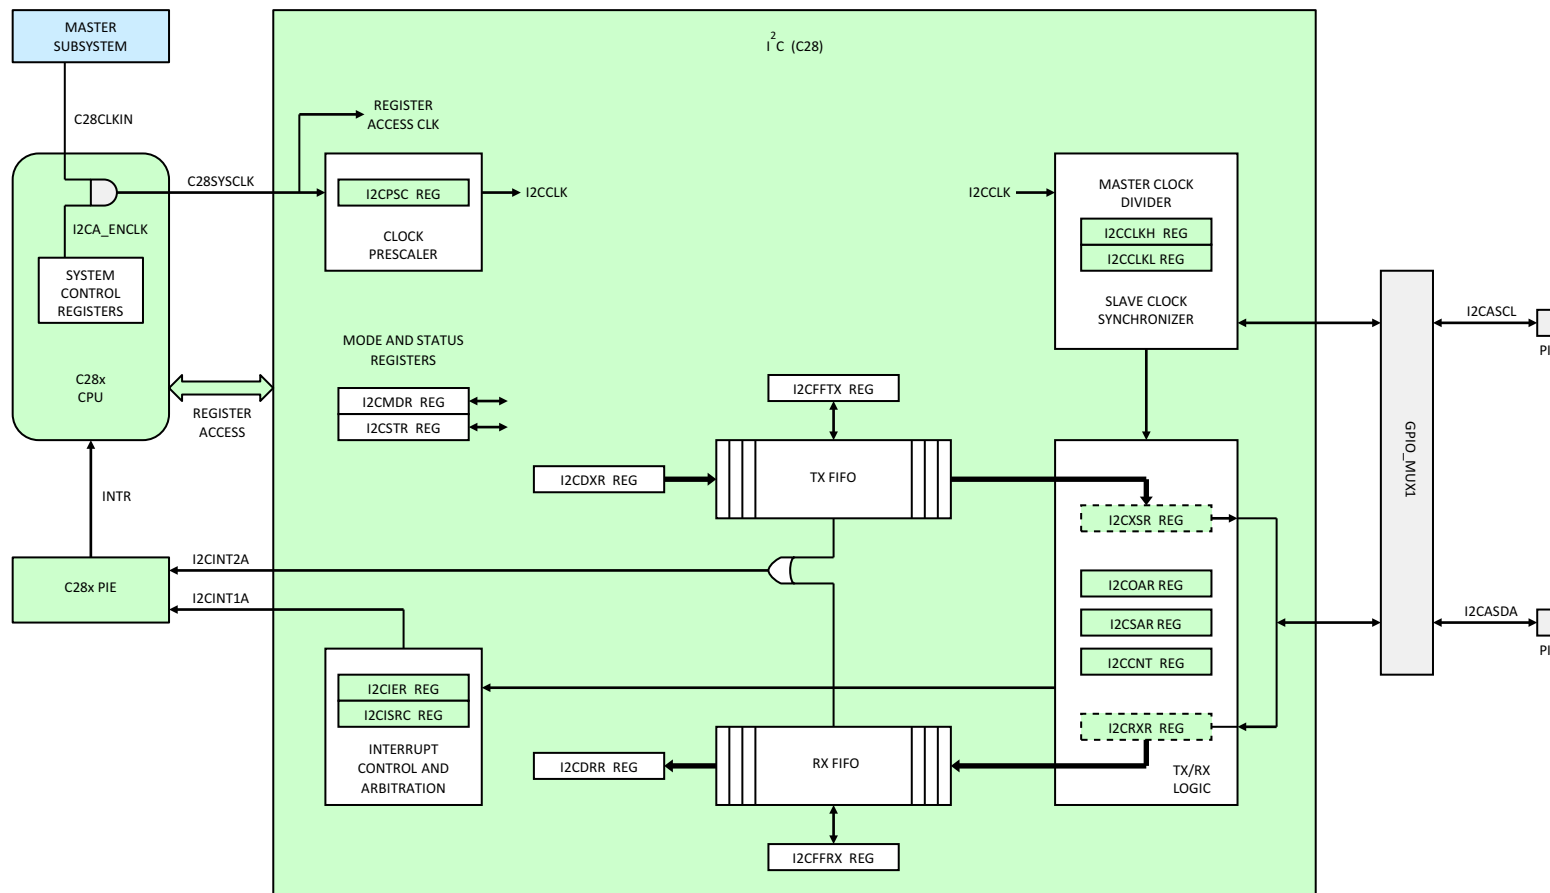 MASTER
SUBSYSTEM
I2C (C28)
C28CLKIN
REGISTER
ACCESS CLK
C28SYSCLK
I2CPSC REG
I2CCLK
CLOCK
PRESCALER
I2CCLK
MASTER CLOCK
DIVIDER
I2CCLKH REG
I2CCLKL REG
SLAVE CLOCK
SYNCHRONIZER
I2CA_ENCLK
SYSTEM
CONTROL
REGISTERS
C28x
CPU
REGISTER
ACCESS
MODE AND STATUS
REGISTERS
I2CMDR REG
I2CSTR REG
I2CFFTX REG
I2CDXR REG
TX FIFO
I2CXSR REG
I2COAR REG
I2CSAR REG
I2CCNT REG
I2CRXR REG
TX/RX
LOGIC
GPIO_MUX1
I2CASCL
PI
I2CASDA
PI
INTR
C28x PIE
I2CINT2A
I2CINT1A
I2CIER REG
I2CISRC REG
INTERRUPT
CONTROL AND
ARBITRATION
I2CDRR REG
RX FIFO
I2CFFRX REG